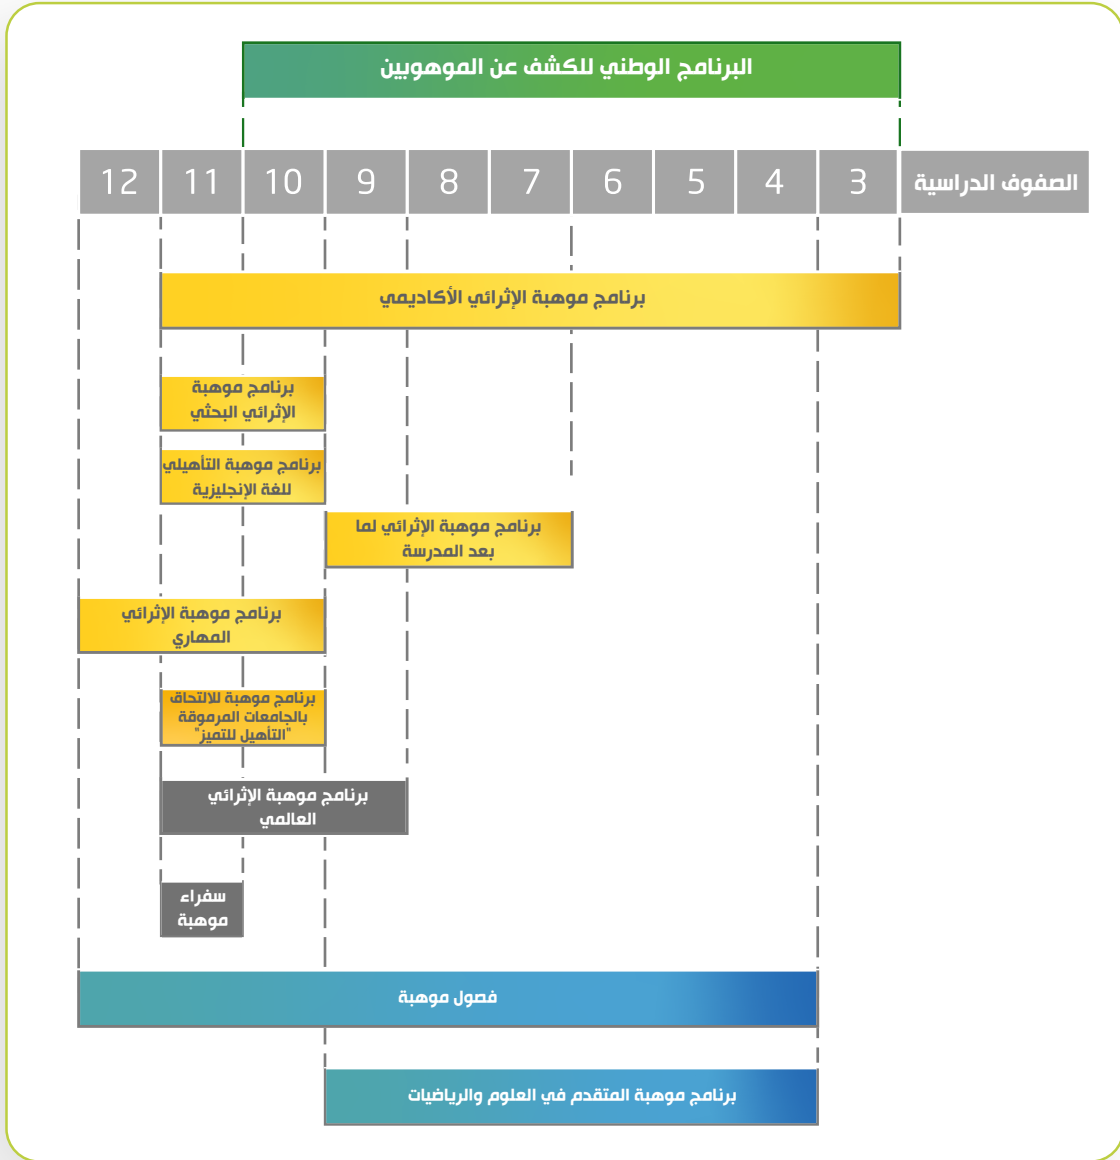 البرنامج الوطني للكشف عن الموهوبين
الصفوف الدراسية 3 4 5 6 7 8 9 10 11 12
برنامج موهبة الإثرائي الأكاديمي
برنامج موهبة
الإثرائي البحثي
برنامج موهبة التأهيلي
للغة الإنجليزية
برنامج موهبة الإثرائي لما
بعد المدرسة
برنامج موهبة الإثرائي
المهاري
برنامج موهبة للالتحاق
بالجامعات المرموقة
"التأهيل للتميز"
برنامج موهبة الإثرائي
العالمي
سفراء
موهبة
فصول موهبة
برنامج موهبة المتقدم في العلوم والرياضيات